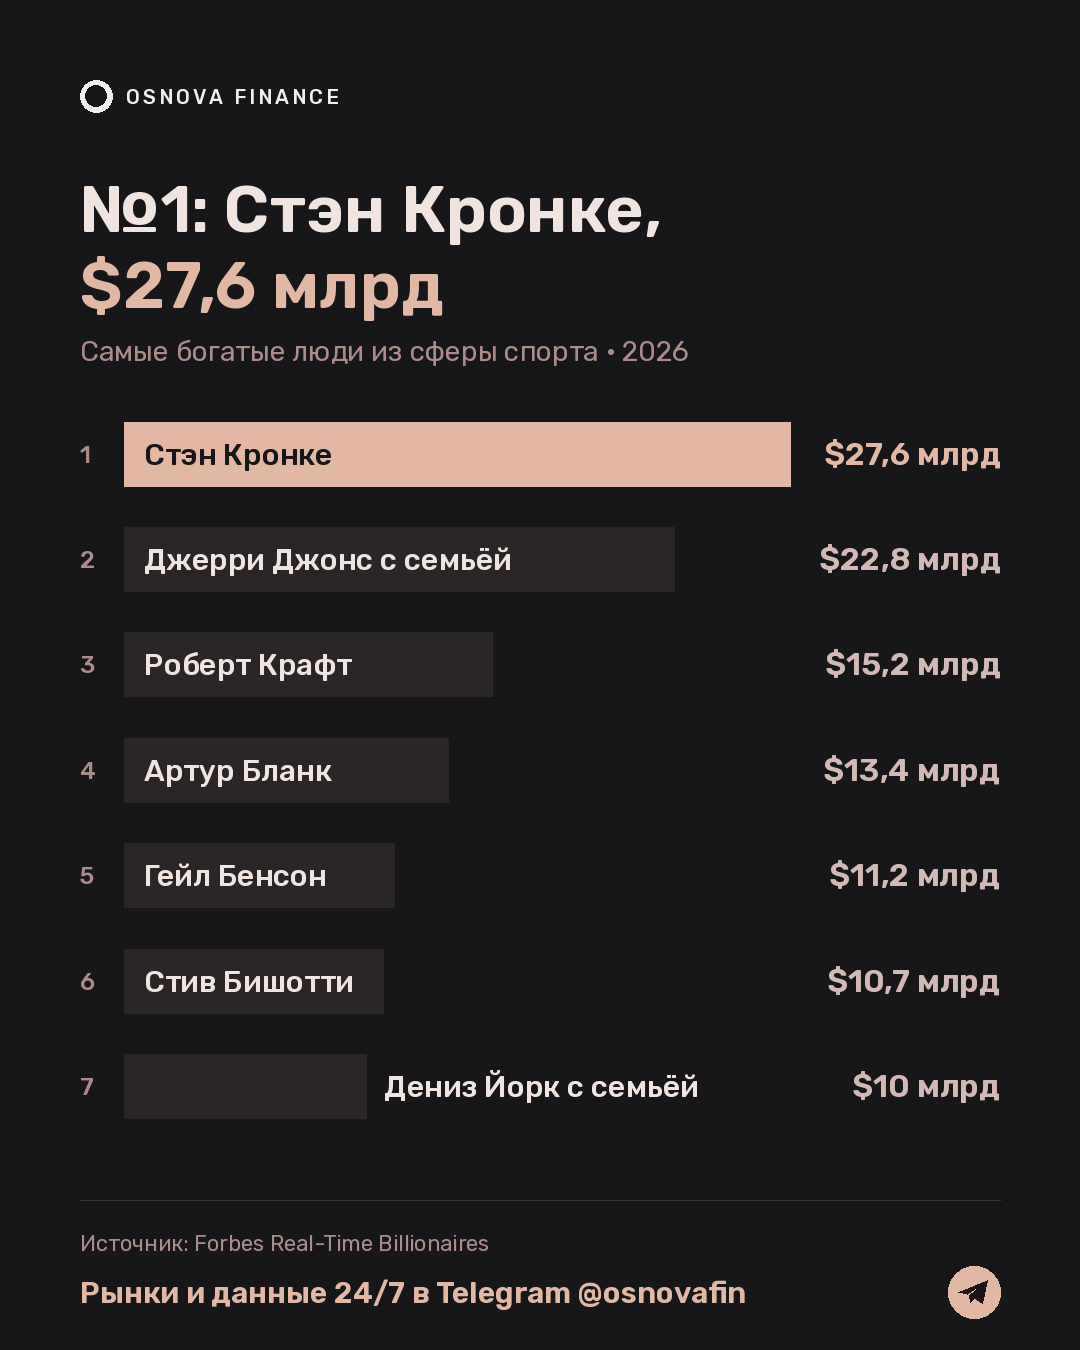 OSNOVA FINANCE
№1: Стэн Кронке,
$27,6 млрд
Самые богатые люди из сферы спорта • 2026
1 Стэн Кронке $27,6 млрд
2 Джерри Джонс с семьёй $22,8 млрд
3 Роберт Крафт $15,2 млрд
4 Артур Бланк $13,4 млрд
5 Гейл Бенсон $11,2 млрд
6 Стив Бишотти $10,7 млрд
7 Дениз Йорк с семьёй $10 млрд
Источник: Forbes Real-Time Billionaires
Рынки и данные 24/7 в Telegram @osnovafin